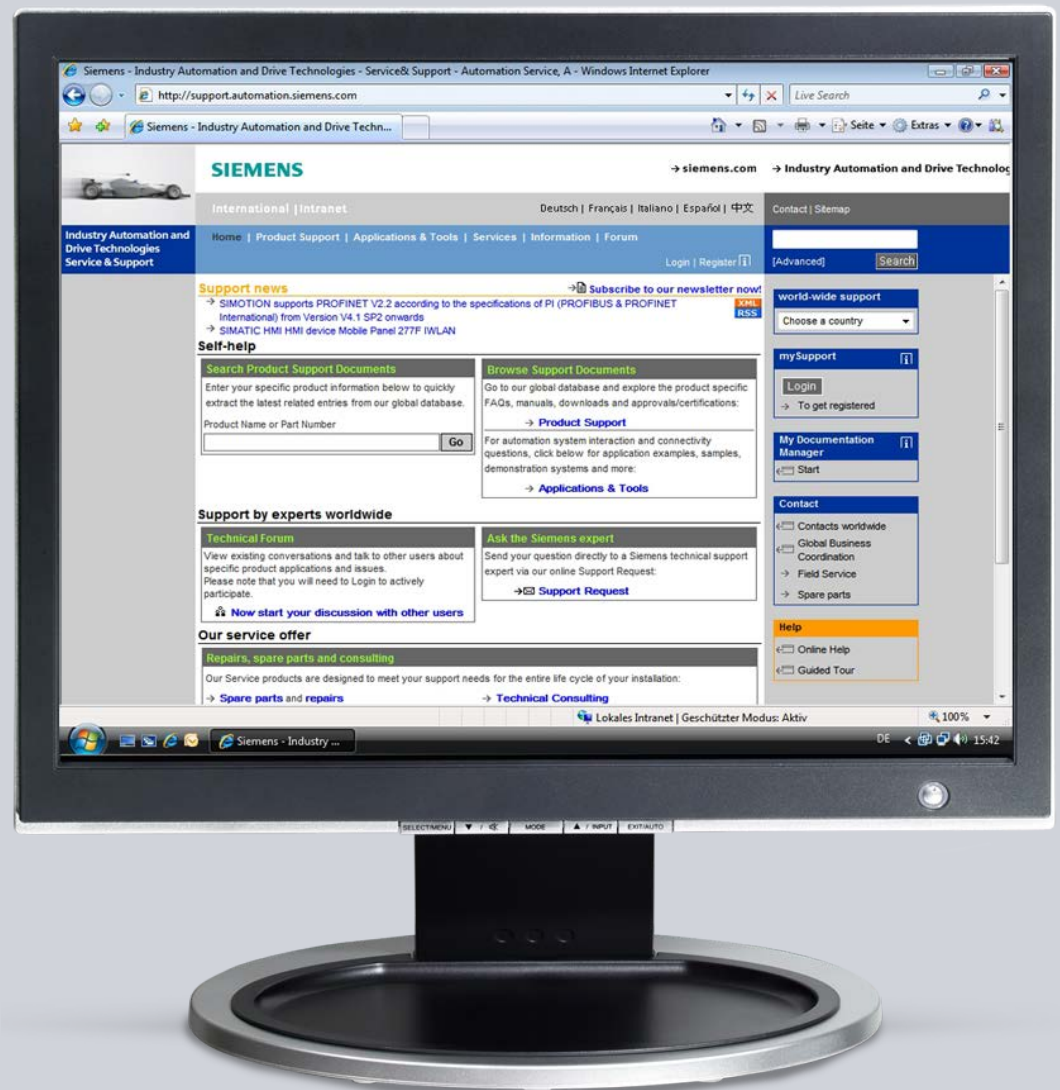 Siemens - Industry Automation and Drive Technologies - Service& Support - Automation Service, A - Windows Internet Explorer
http://support.automation.siemens.com
Live Search
Siemens - Industry Automation and Drive Techn...
Seite
Extras
SIEMENS
→ siemens.com → Industry Automation and Drive Technolog
International |Intranet
Deutsch | Français | Italiano | Español | 中文
Contact | Sitemap
Industry Automation and
Drive Technologies
Service & Support
Home | Product Support | Applications & Tools | Services | Information | Forum
Login | Register
[Advanced] Search
Support news
→ Subscribe to our newsletter now!
→ SIMOTION supports PROFINET V2.2 according to the specifications of PI (PROFIBUS & PROFINET
International) from Version V4.1 SP2 onwards
XML
RSS
→ SIMATIC HMI HMI device Mobile Panel 277F IWLAN
Self-help
Search Product Support Documents
Enter your specific product information below to quickly
extract the latest related entries from our global database.
Product Name or Part Number
Go
Browse Support Documents
Go to our global database and explore the product specific
FAQs, manuals, downloads and approvals/certifications:
→ Product Support
For automation system interaction and connectivity
questions, click below for application examples, samples,
demonstration systems and more:
→ Applications & Tools
Support by experts worldwide
Technical Forum
View existing conversations and talk to other users about
specific product applications and issues.
Please note that you will need to Login to actively
participate.
Now start your discussion with other users
Ask the Siemens expert
Send your question directly to a Siemens technical support
expert via our online Support Request:
→ Support Request
Our service offer
Repairs, spare parts and consulting
Our Service products are designed to meet your support needs for the entire life cycle of your installation:
→ Spare parts and repairs
→ Technical Consulting
world-wide support
Choose a country
mySupport
Login
→ To get registered
My Documentation
Manager
Start
Contact
Contacts worldwide
Global Business
Coordination
→ Field Service
→ Spare parts
Help
Online Help
Guided Tour
Lokales Intranet | Geschützter Modus: Aktiv
100%
Siemens - Industry ...
DE
15:42
SELECT/MENU ▼ / MODE ▲ / INPUT EXIT/AUTO